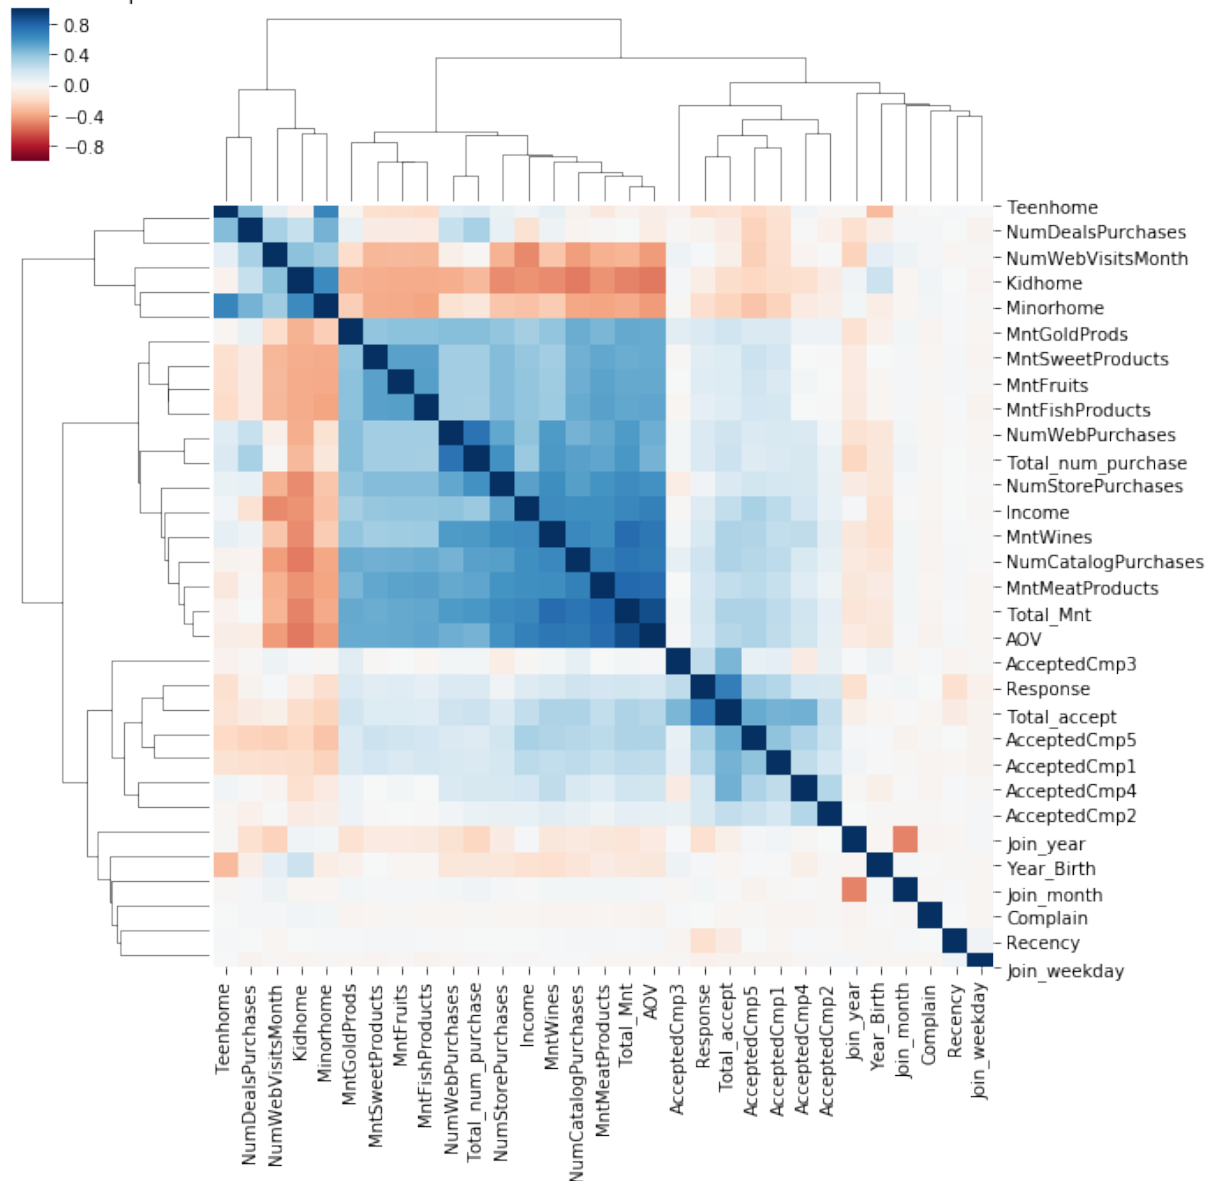 0.8
0.4
0.0
−0.4
−0.8
Teenhome
NumDealsPurchases
NumWebVisitsMonth
Kidhome
Minorhome
MntGoldProds
MntSweetProducts
MntFruits
MntFishProducts
NumWebPurchases
Total_num_purchase
NumStorePurchases
Income
MntWines
NumCatalogPurchases
MntMeatProducts
Total_Mnt
AOV
AcceptedCmp3
Response
Total_accept
AcceptedCmp5
AcceptedCmp1
AcceptedCmp4
AcceptedCmp2
Join_year
Year_Birth
Join_month
Complain
Recency
Join_weekday
Teenhome
NumDealsPurchases
NumWebVisitsMonth
Kidhome
Minorhome
MntGoldProds
MntSweetProducts
MntFruits
MntFishProducts
NumWebPurchases
Total_num_purchase
NumStorePurchases
Income
MntWines
NumCatalogPurchases
MntMeatProducts
Total_Mnt
AOV
AcceptedCmp3
Response
Total_accept
AcceptedCmp5
AcceptedCmp1
AcceptedCmp4
AcceptedCmp2
Join_year
Year_Birth
Join_month
Complain
Recency
Join_weekday